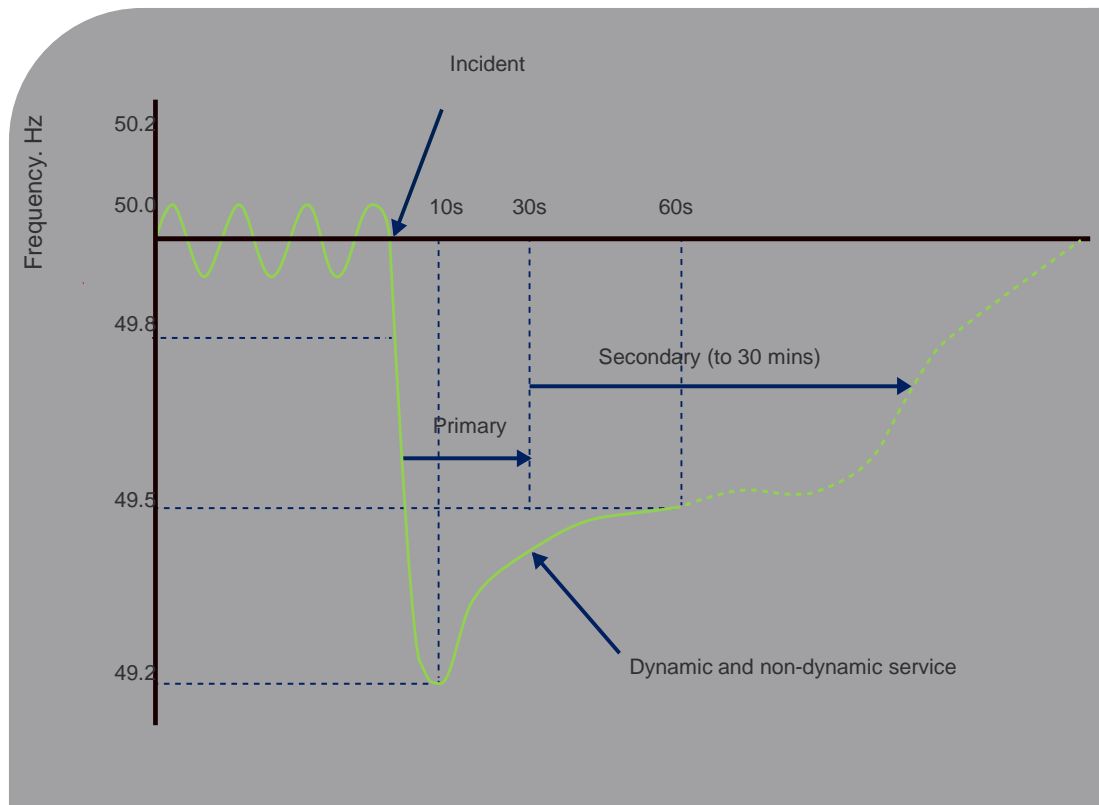 Incident
Frequency. Hz
50.2
50.0
10s
30s
60s
49.8
Secondary (to 30 mins)
Primary
49.5
49.2
Dynamic and non-dynamic service